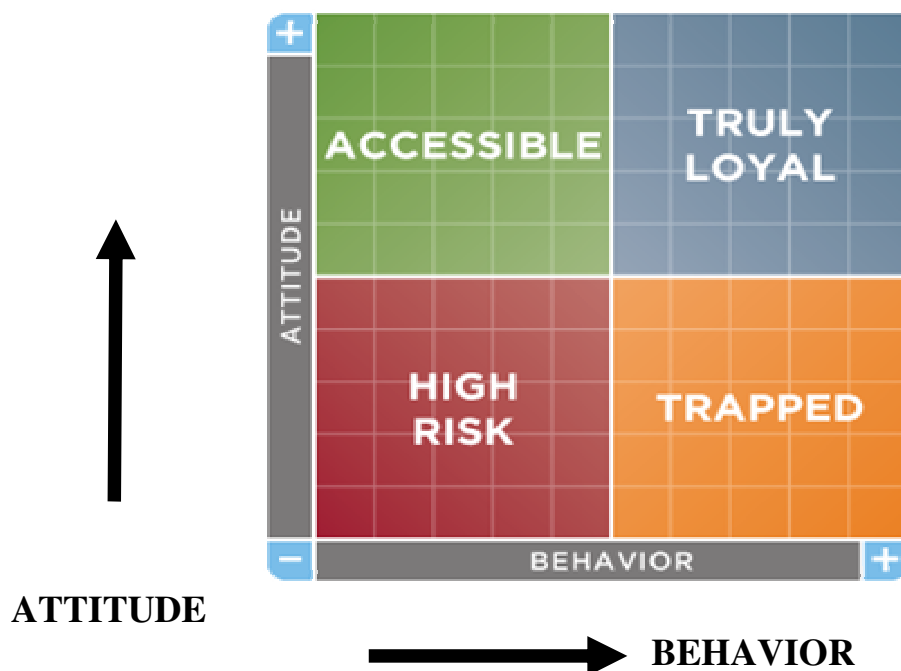 +
ACCESSIBLE
TRULY
LOYAL
ATTITUDE
HIGH
RISK
TRAPPED
−
BEHAVIOR
+
ATTITUDE
BEHAVIOR